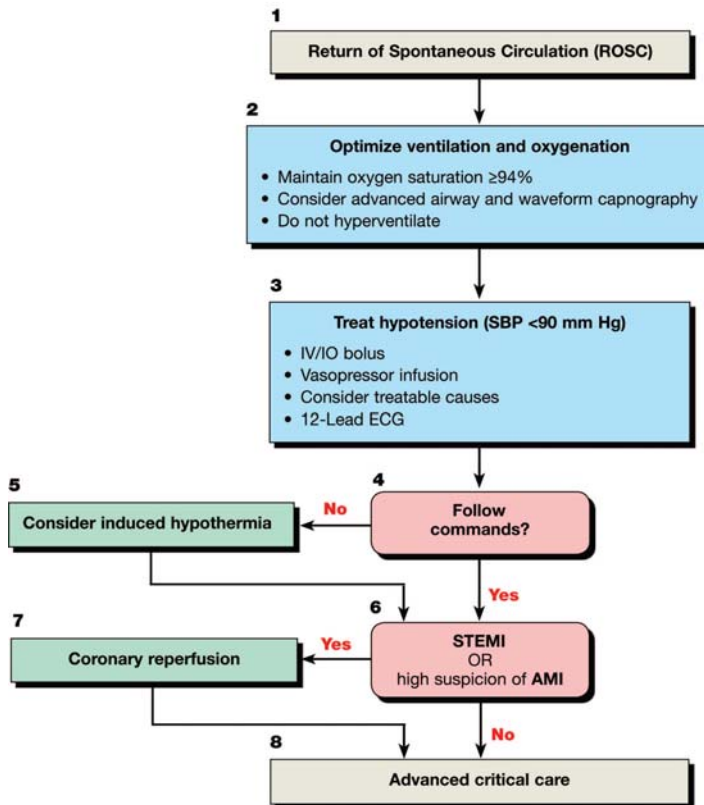 1
Return of Spontaneous Circulation (ROSC)
2
Optimize ventilation and oxygenation
• Maintain oxygen saturation ≥94%
• Consider advanced airway and waveform capnography
• Do not hyperventilate
3
Treat hypotension (SBP <90 mm Hg)
• IV/IO bolus
• Vasopressor infusion
• Consider treatable causes
• 12-Lead ECG
4
Follow
commands?
No
5
Consider induced hypothermia
Yes
6
STEMI
OR
high suspicion of AMI
Yes
7
Coronary reperfusion
No
8
Advanced critical care